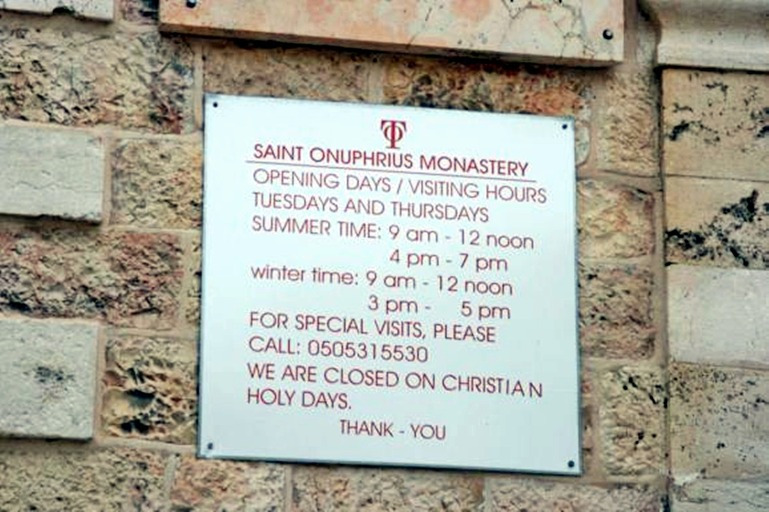 SAINT ONUPHRIUS MONASTERY
OPENING DAYS / VISITING HOURS
TUESDAYS AND THURSDAYS
SUMMER TIME: 9 am - 12 noon
4 pm - 7 pm
winter time: 9 am - 12 noon
3 pm - 5 pm
FOR SPECIAL VISITS, PLEASE
CALL: 0505315530
WE ARE CLOSED ON CHRISTIAN
HOLY DAYS.
THANK - YOU